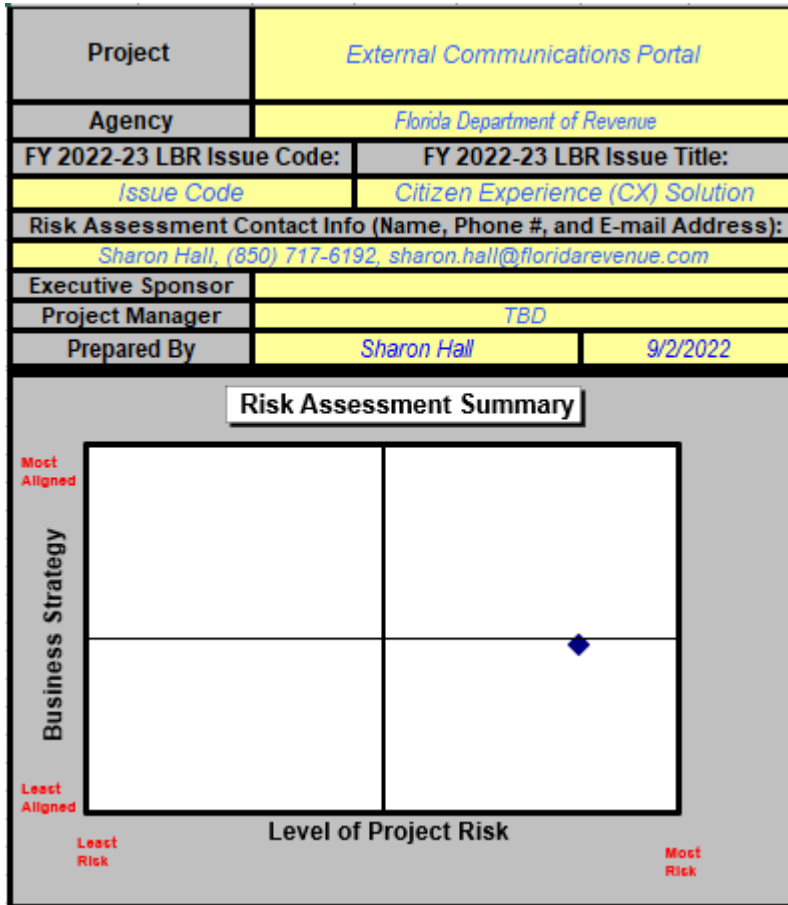 Project
External Communications Portal
Agency
Florida Department of Revenue
FY 2022-23 LBR Issue Code:
FY 2022-23 LBR Issue Title:
Issue Code
Citizen Experience (CX) Solution
Risk Assessment Contact Info (Name, Phone #, and E-mail Address):
Sharon Hall, (850) 717-6192, sharon.hall@floridarevenue.com
Executive Sponsor
Project Manager
TBD
Prepared By
Sharon Hall
9/2/2022
Risk Assessment Summary
Most
Aligned
Business Strategy
Least
Aligned
Level of Project Risk
Least
Risk
Most
Risk